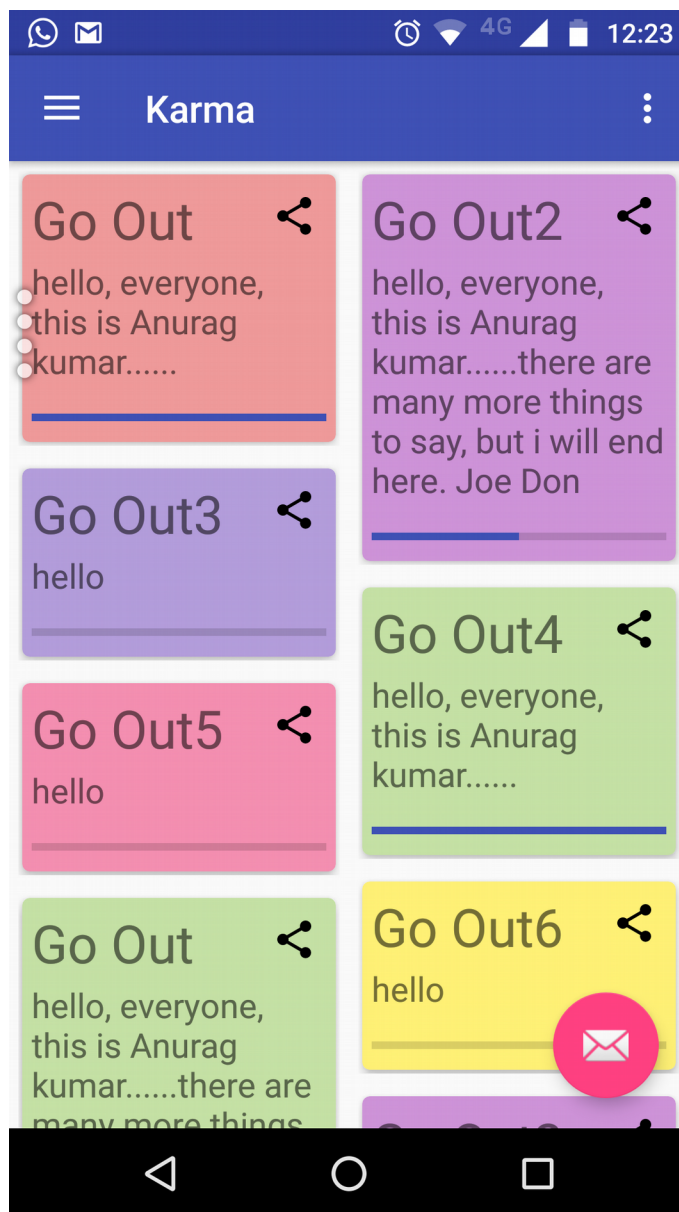 4G 12:23
Karma
Go Out
hello, everyone,
this is Anurag
kumar......
Go Out2
hello, everyone,
this is Anurag
kumar......there are
many more things
to say, but i will end
here. Joe Don
Go Out3
hello
Go Out4
hello, everyone,
this is Anurag
kumar......
Go Out5
hello
Go Out6
hello
Go Out
hello, everyone,
this is Anurag
kumar......there are
many more things